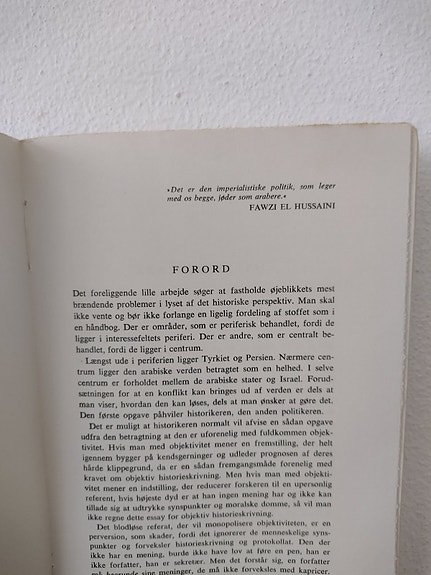 »Det er den imperialistiske politik, som leger
med os begge, jøder som arabere.«
FAWZI EL HUSSAINI
FORORD
Det foreliggende lille arbejde søger at fastholde øjeblikkets mest
brændende problemer i lyset af det historiske perspektiv. Man skal
ikke vente og bør ikke forlange en ligelig fordeling af stoffet som i
en håndbog. Der er områder, som er periferisk behandlet, fordi de
ligger i interessefeltets periferi. Der er andre, som er centralt be-
handlet, fordi de ligger i centrum.
Længst ude i periferien ligger Tyrkiet og Persien. Nærmere cen-
trum ligger den arabiske verden betragtet som en helhed. I selve
centrum er forholdet mellem de arabiske stater og Israel. Forud-
sætningen for at en konflikt kan bringes ud af verden er dels at
man viser, hvordan den kan løses, dels at man ønsker at gøre det.
Den første opgave påhviler historikeren, den anden politikeren.
Det er muligt at historikeren normalt vil afvise en sådan opgave
udfra den betragtning at den er uforenelig med fuldkommen objek-
tivitet. Hvis man med objektivitet mener en fremstilling, der helt
igennem bygger på kendsgerninger og udleder prognosen af deres
hårde klippegrund, da er en sådan fremgangsmåde forenelig med
kravet om objektiv historieskrivning. Men hvis man med objekti-
vitet mener en indstilling, der reducerer forskeren til en upersonlig
referent, hvis højeste dyd er at han ingen mening har og ikke kan
tillade sig at udtrykke synspunkter og moralske domme, så vil man
ikke regne dette essay for objektiv historieskrivning.
Det blodløse referat, der vil monopolisere objektiviteten, er en
perversion, som skader, fordi det ignorerer de menneskelige syns-
punkter og forveksler historieskrivning og protokollat. Den der
ikke har en mening, burde ikke have lov at føre en pen, han er
ikke forfatter, han er sekretær. Men det forstår sig, en forfatter
må begrunde sine meninger, de må ikke forveksles med kapricer.